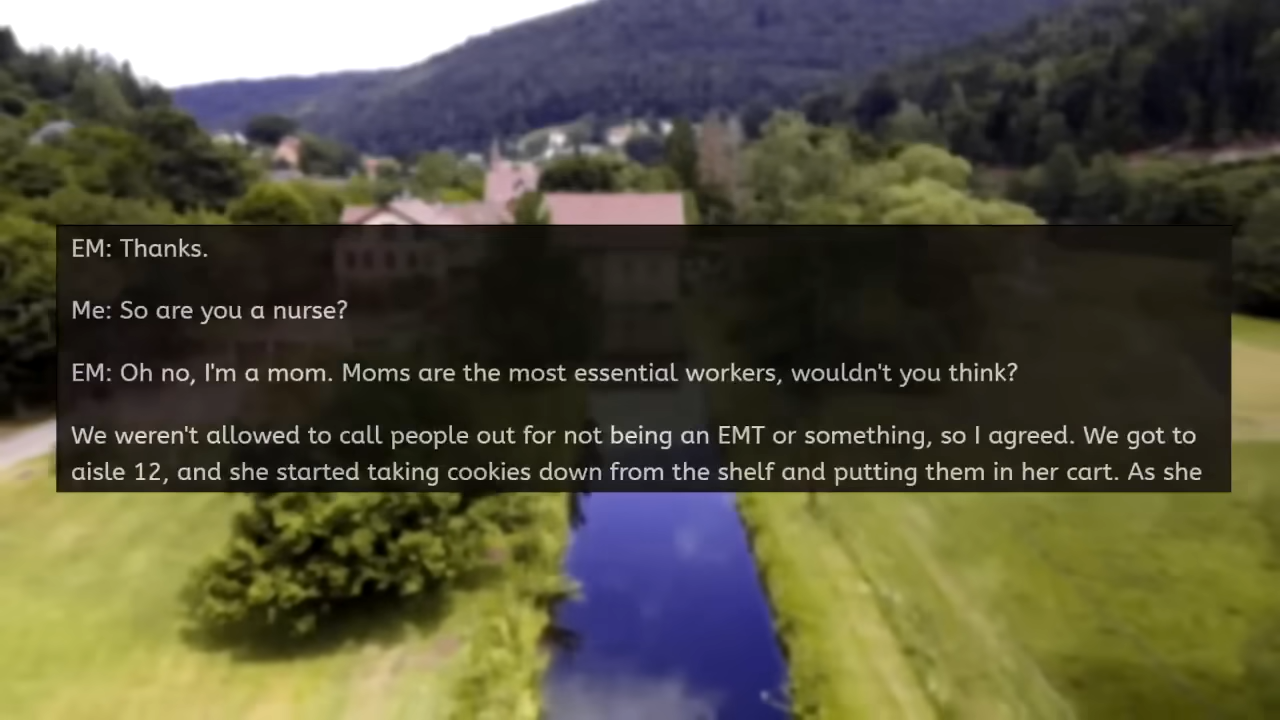 EM: Thanks.
Me: So are you a nurse?
EM: Oh no, I'm a mom. Moms are the most essential workers, wouldn't you think?
We weren't allowed to call people out for not being an EMT or something, so I agreed. We got to
aisle 12, and she started taking cookies down from the shelf and putting them in her cart. As she